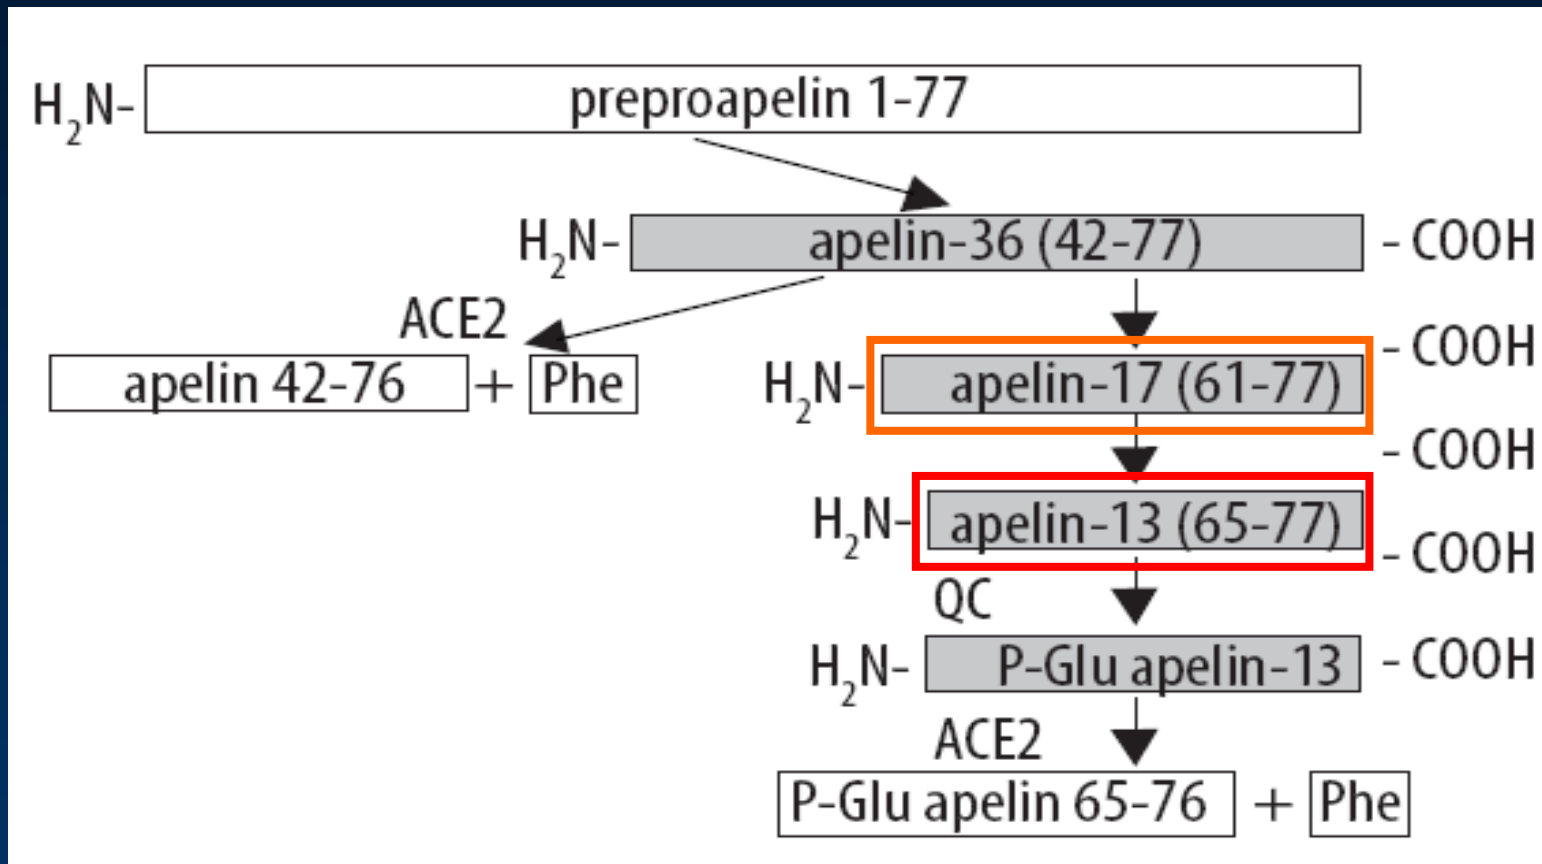 H₂N- preproapelin 1-77
H₂N- apelin-36 (42-77) - COOH
ACE2
- COOH
apelin 42-76 + Phe
H₂N- apelin-17 (61-77)
- COOH
H₂N- apelin-13 (65-77)
- COOH
QC
H₂N- P-Glu apelin-13 - COOH
ACE2
P-Glu apelin 65-76 + Phe